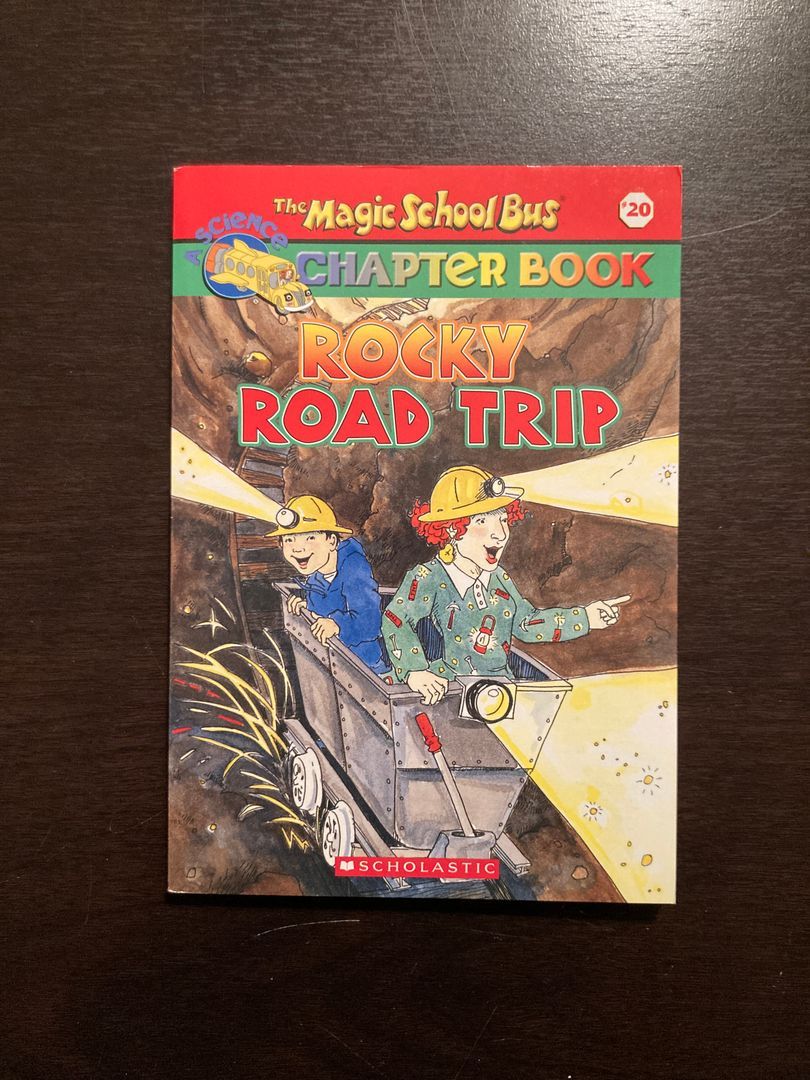 The Magic School Bus®
#20
A SCIENCE
CHAPTER BOOK
ROCKY
ROAD TRIP
SCHOLASTIC